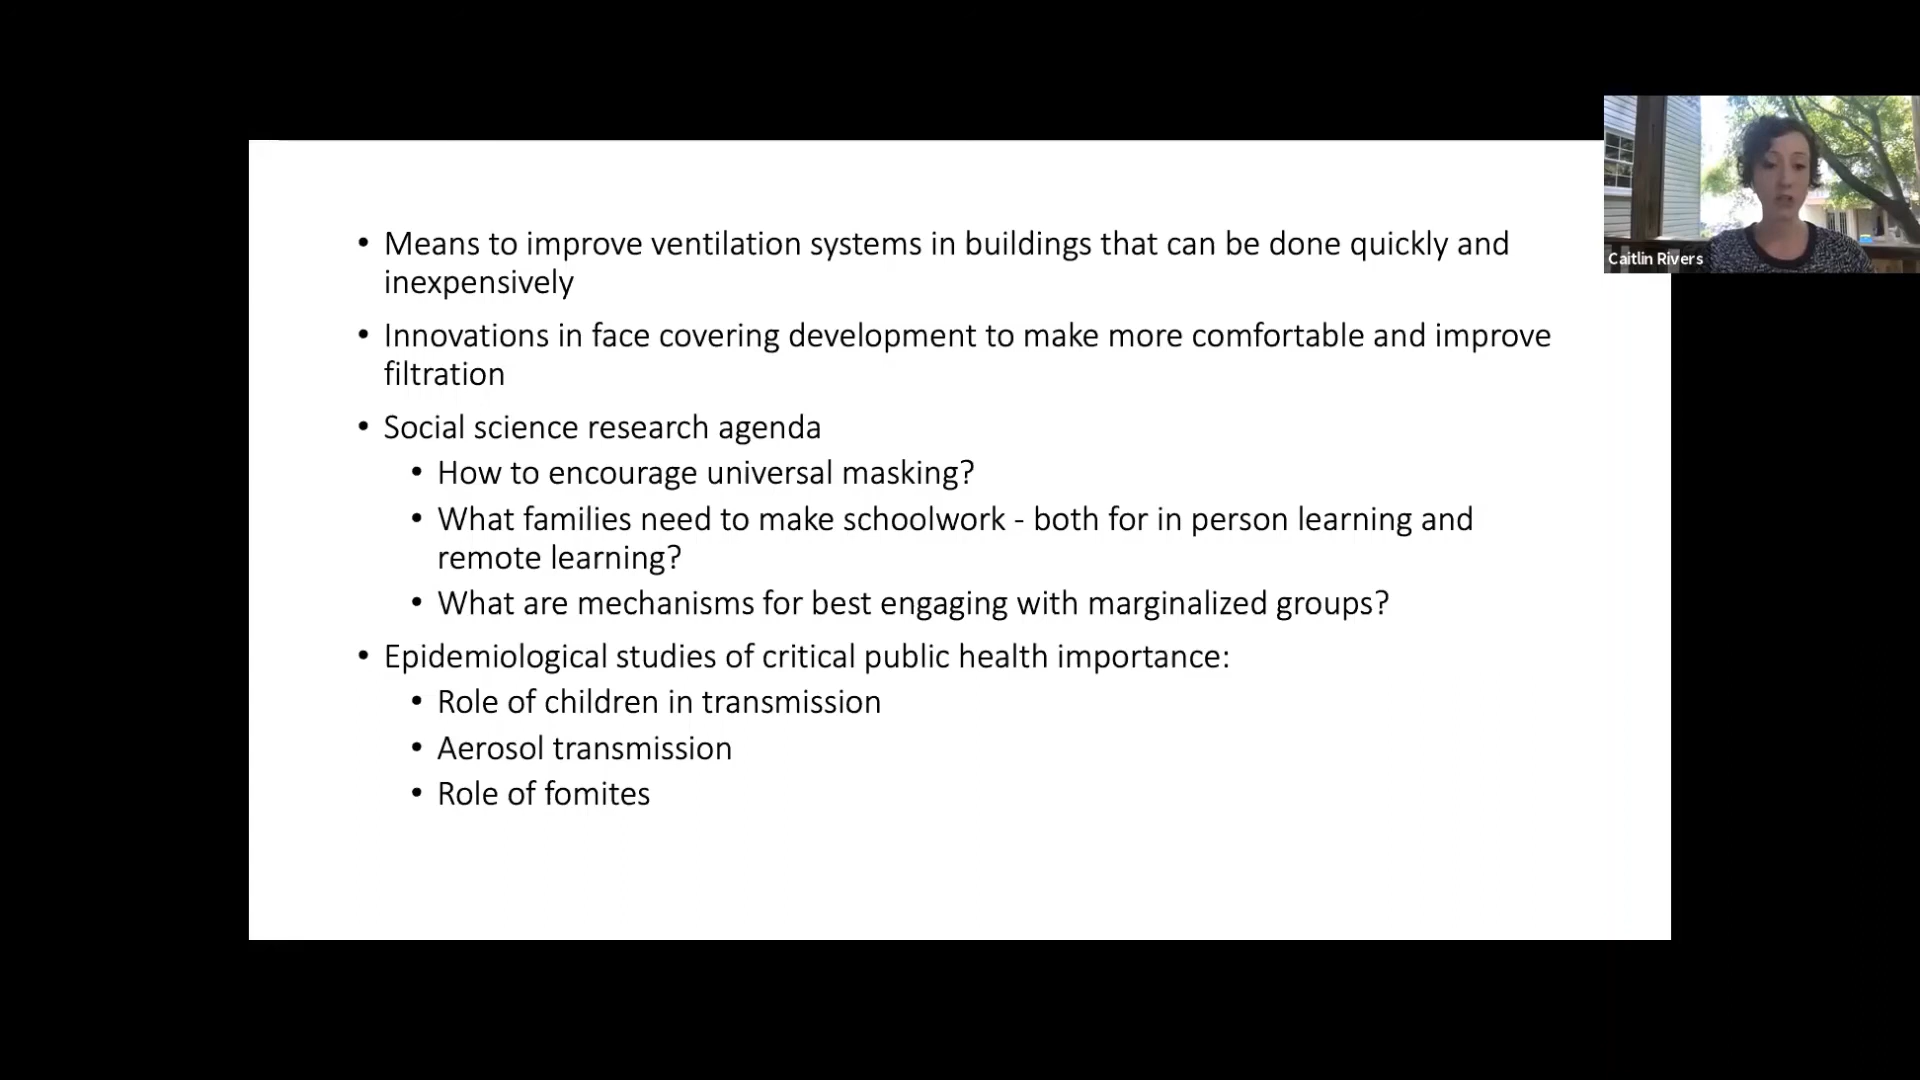 • Means to improve ventilation systems in buildings that can be done quickly and
inexpensively
• Innovations in face covering development to make more comfortable and improve
filtration
• Social science research agenda
• How to encourage universal masking?
• What families need to make schoolwork - both for in person learning and
remote learning?
• What are mechanisms for best engaging with marginalized groups?
• Epidemiological studies of critical public health importance:
• Role of children in transmission
• Aerosol transmission
• Role of fomites
Caitlin Rivers